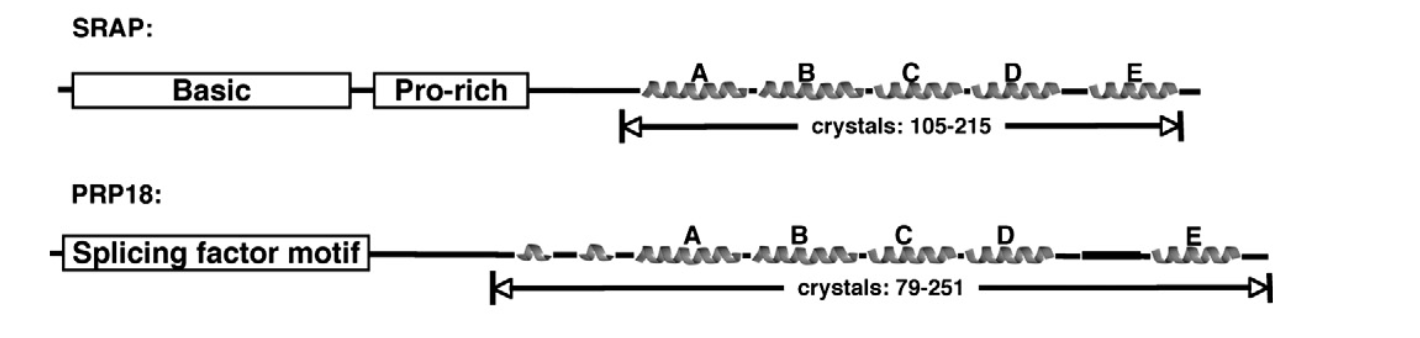 SRAP:
Basic Pro-rich A B C D E
crystals: 105-215
PRP18:
Splicing factor motif A B C D E
crystals: 79-251